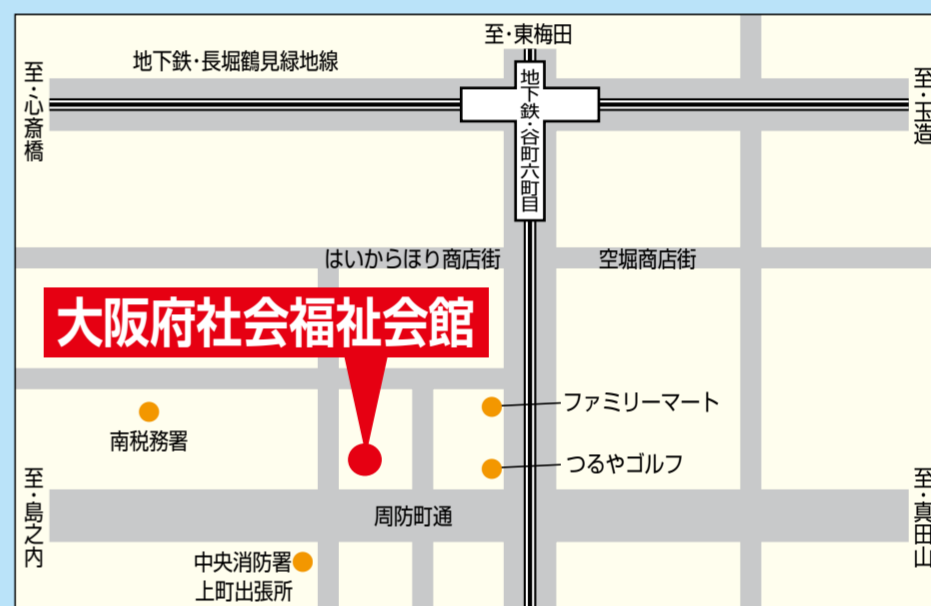 至・東梅田
地下鉄・長堀鶴見緑地線
至・心斎橋
地下鉄・谷町六町目
至・玉造
はいからほり商店街
空堀商店街
大阪府社会福祉会館
ファミリーマート
南税務署
つるやゴルフ
至・島之内
周防町通
至・真田山
中央消防署
上町出張所